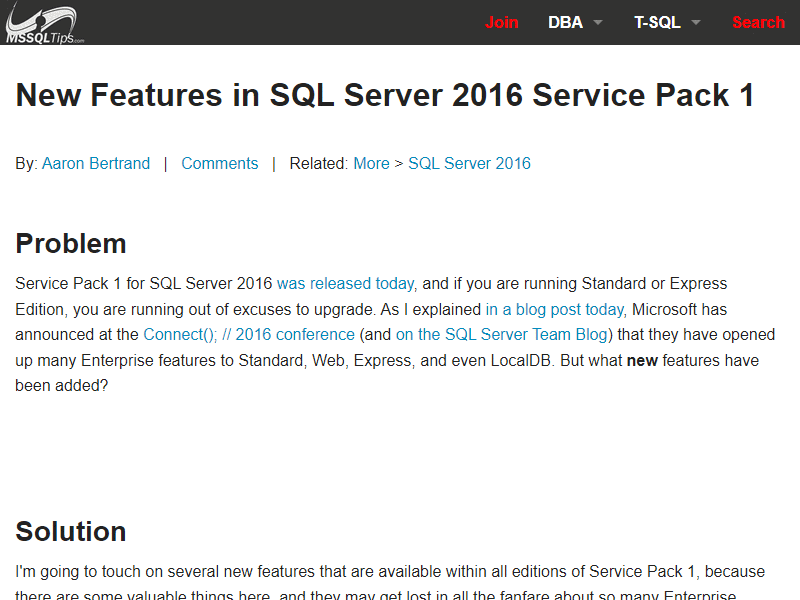 MSSQLTips.com
Join DBA T-SQL Search
New Features in SQL Server 2016 Service Pack 1
By: Aaron Bertrand | Comments | Related: More > SQL Server 2016
Problem
Service Pack 1 for SQL Server 2016 was released today, and if you are running Standard or Express
Edition, you are running out of excuses to upgrade. As I explained in a blog post today, Microsoft has
announced at the Connect(); // 2016 conference (and on the SQL Server Team Blog) that they have opened
up many Enterprise features to Standard, Web, Express, and even LocalDB. But what new features have
been added?
Solution
I'm going to touch on several new features that are available within all editions of Service Pack 1, because
there are some valuable things here, and they may get lost in all the fanfare about so many Enterprise